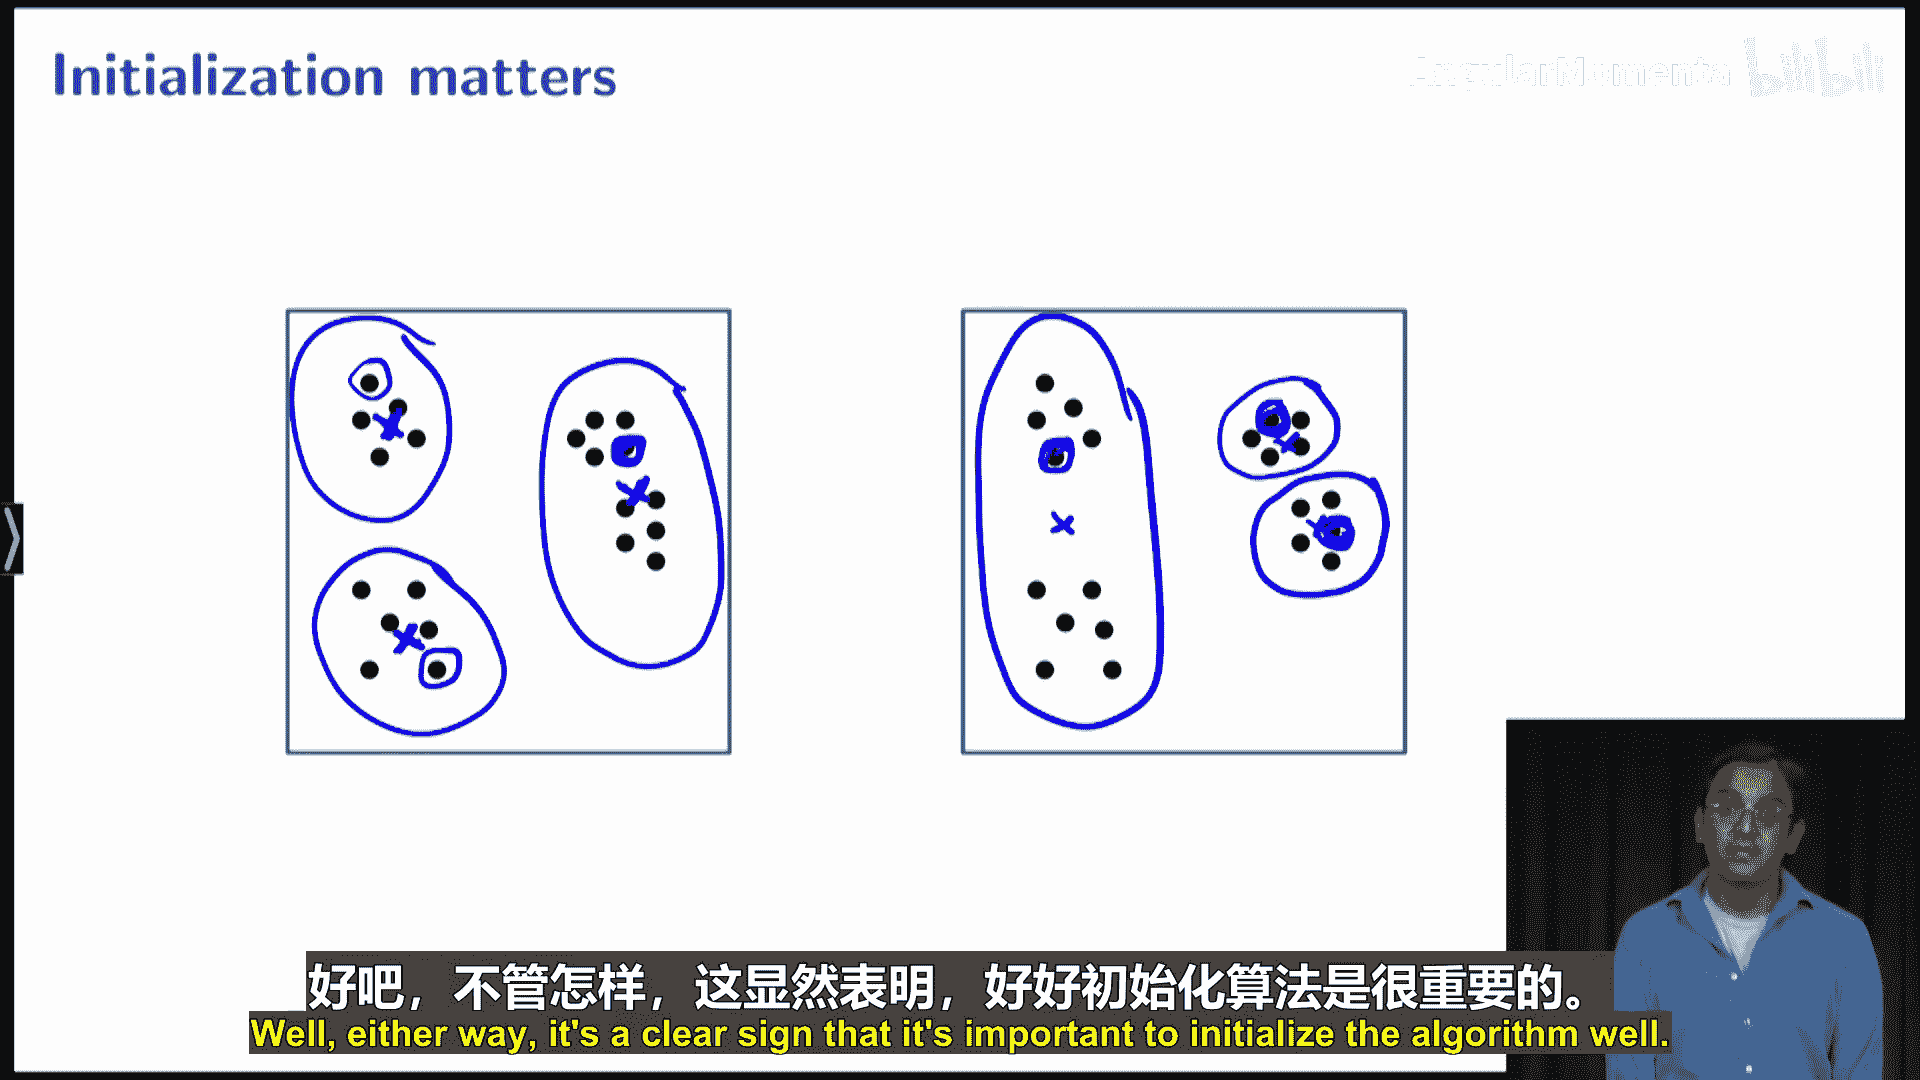 Initialization matters
AngularMomenta bilibili
好吧，不管怎样，这显然表明，好好初始化算法是很重要的。
Well, either way, it's a clear sign that it's important to initialize the algorithm well.